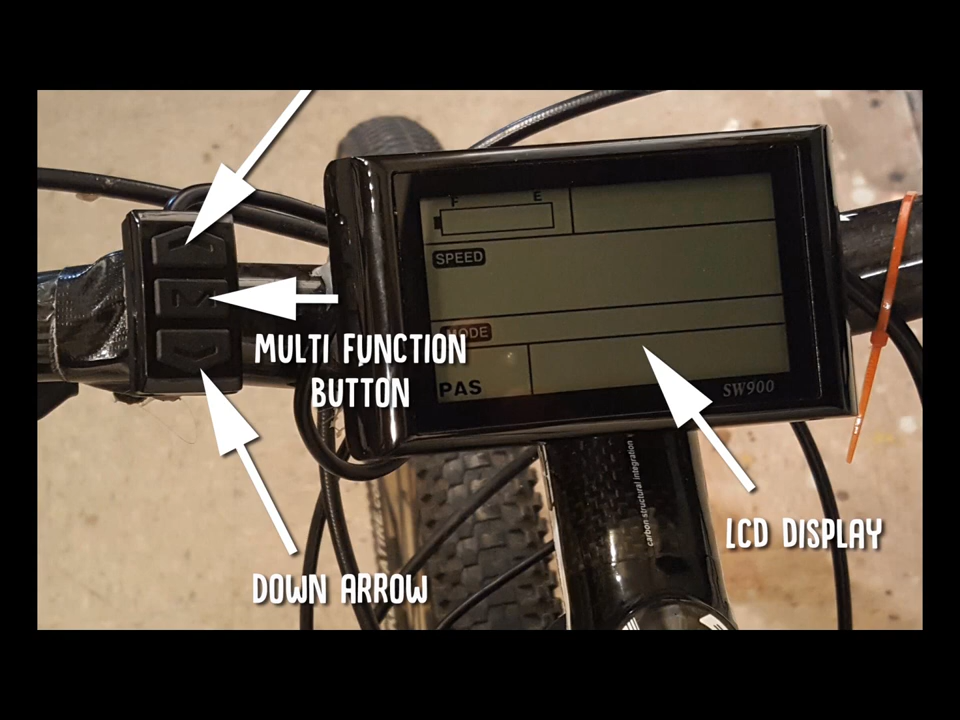 F E
SPEED
MODE
PAS
SW900
MULTI FUNCTION
BUTTON
carbon structural integration
LCD DISPLAY
DOWN ARROW